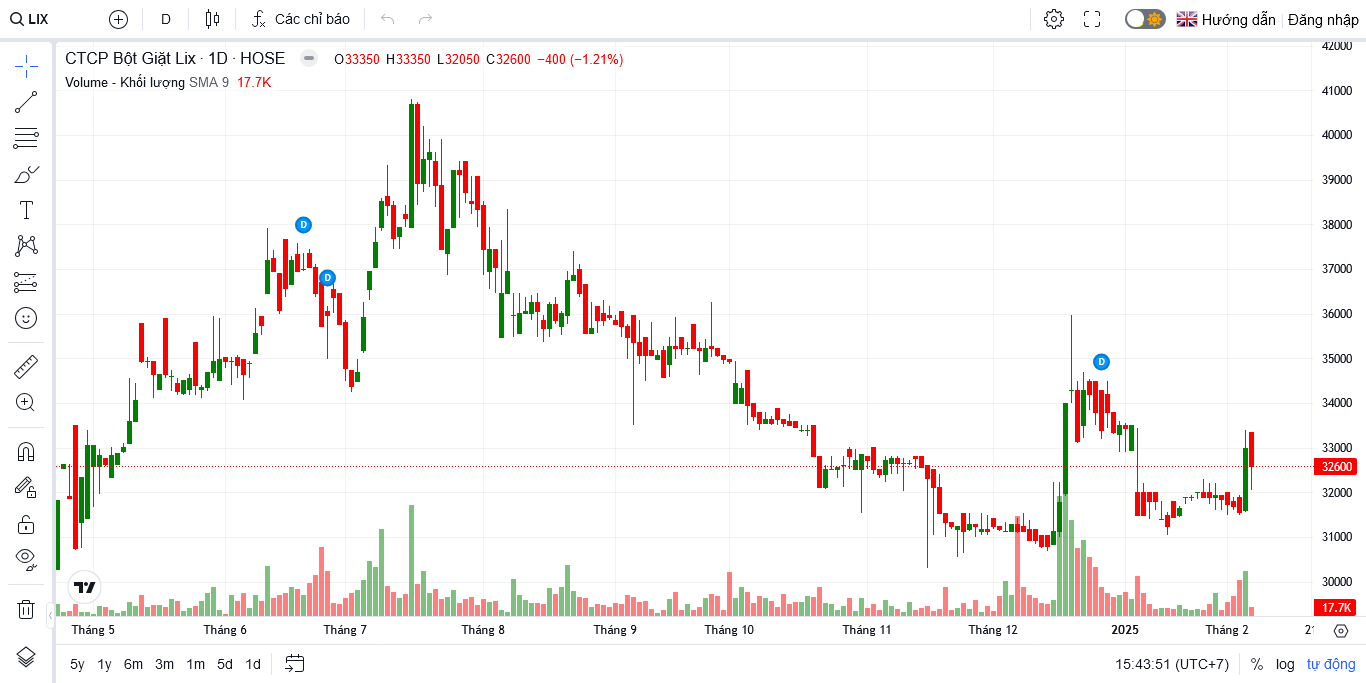 LIX D Các chỉ báo Hướng dẫn Đăng nhập
CTCP Bột Giặt Lix · 1D · HOSE O33350 H33350 L32050 C32600 −400 (−1.21%)
Volume - Khối lượng SMA 9 17.7K
42000
41000
40000
39000
38000
37000
36000
35000
34000
33000
32600
32000
31000
30000
17.7K
D
D
D
Tháng 5 Tháng 6 Tháng 7 Tháng 8 Tháng 9 Tháng 10 Tháng 11 Tháng 12 2025 Tháng 2 21
5y 1y 6m 3m 1m 5d 1d 15:43:51 (UTC+7) % log tự động